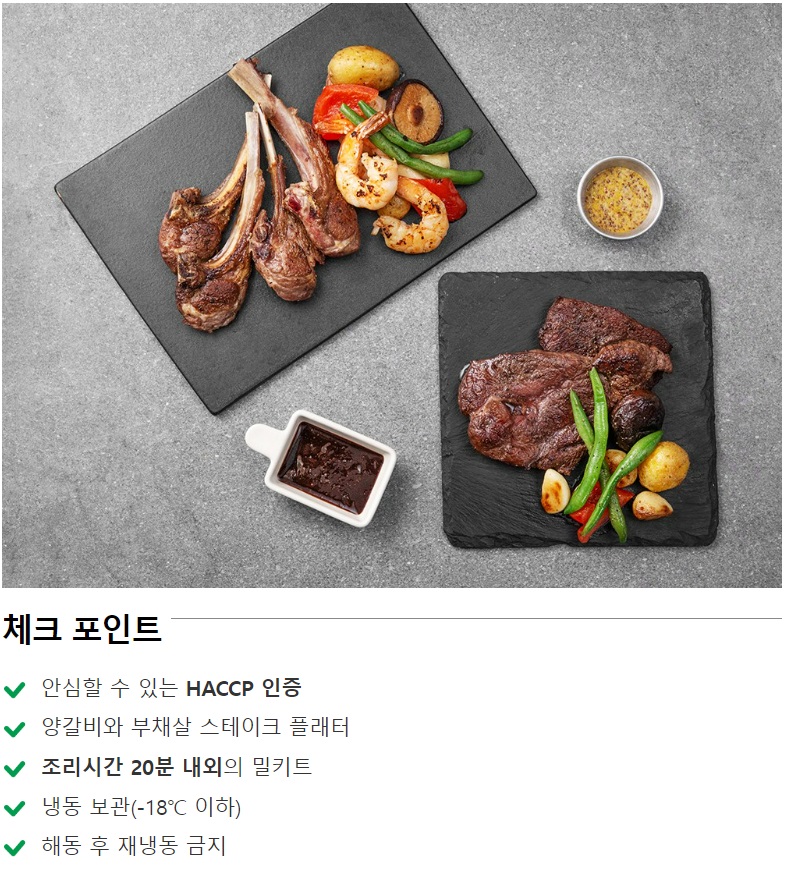 체크 포인트
안심할 수 있는 HACCP 인증
양갈비와 부채살 스테이크 플래터
조리시간 20분 내외의 밀키트
냉동 보관(-18℃ 이하)
해동 후 재냉동 금지